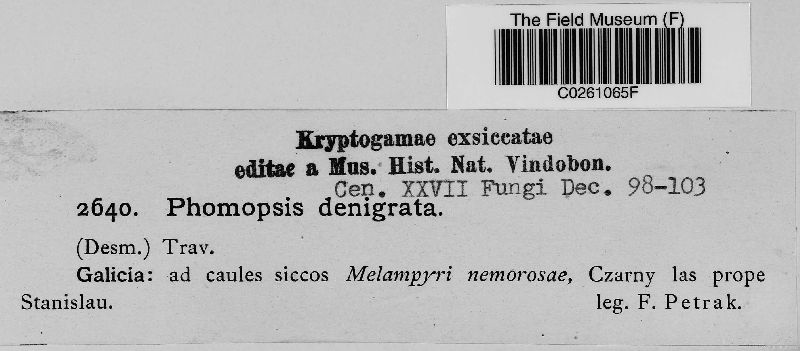 The Field Museum (F)
C0261065F
Kryptogamae exsiccatae
editae a Mus. Hist. Nat. Vindobon.
Cen. XXVII Fungi Dec. 98-103
2640. Phomopsis denigrata.
(Desm.) Trav.
Galicia: ad caules siccos Melampyri nemorosae, Czarny las prope
Stanislau. leg. F. Petrak.